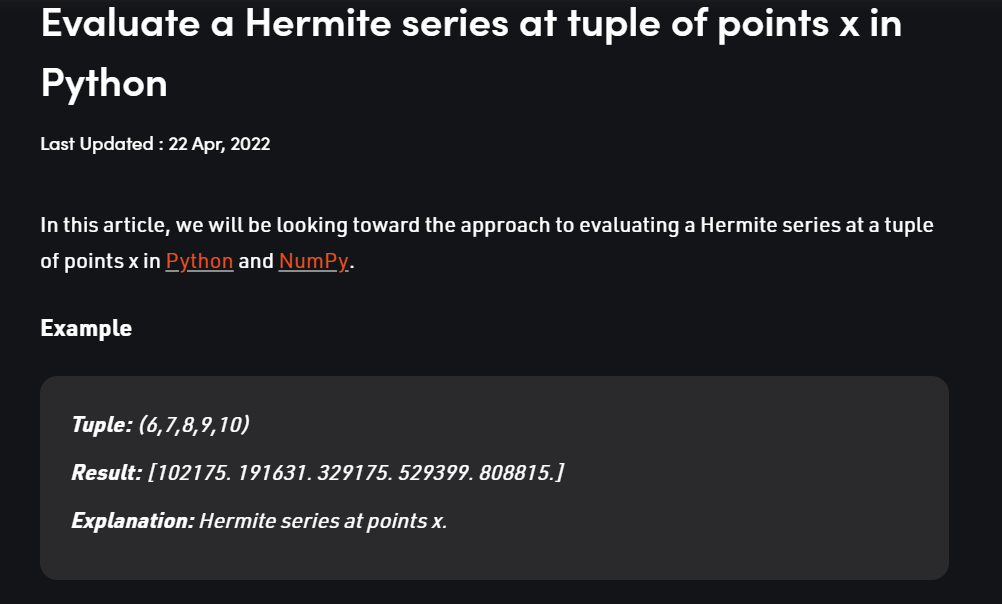 Evaluate a Hermite series at tuple of points x in
Python
Last Updated : 22 Apr, 2022
In this article, we will be looking toward the approach to evaluating a Hermite series at a tuple
of points x in Python and NumPy.
Example
Tuple: (6,7,8,9,10)
Result: [102175. 191631. 329175. 529399. 808815.]
Explanation: Hermite series at points x.